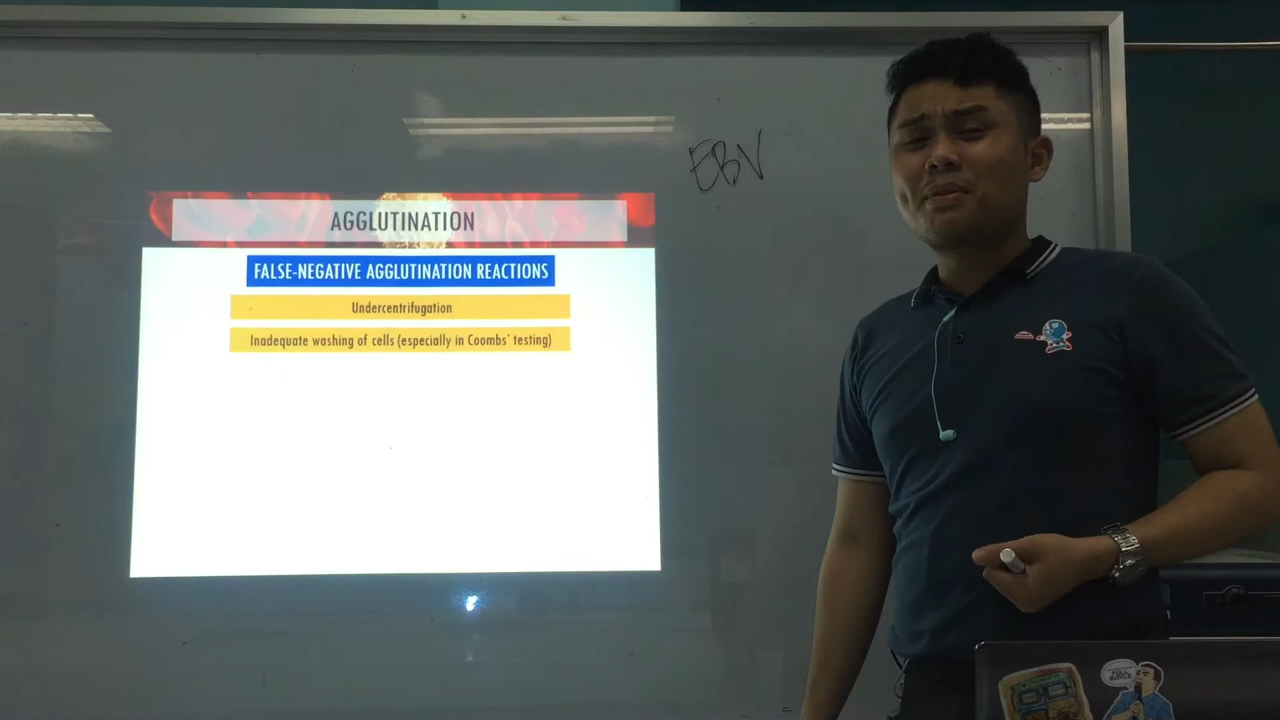 AGGLUTINATION
FALSE-NEGATIVE AGGLUTINATION REACTIONS
Undercentrifugation
Inadequate washing of cells (especially in Coombs' testing)
EBV